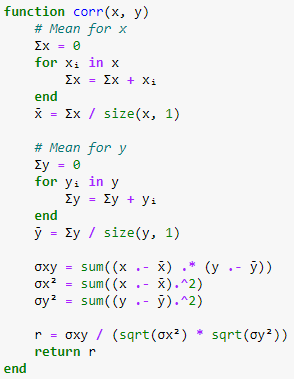 function corr(x, y)
    # Mean for x
    Σx = 0
    for xᵢ in x
        Σx = Σx + xᵢ
    end
    x̄ = Σx / size(x, 1)

    # Mean for y
    Σy = 0
    for yᵢ in y
        Σy = Σy + yᵢ
    end
    ȳ = Σy / size(y, 1)

    σxy = sum((x .- x̄) .* (y .- ȳ))
    σx² = sum((x .- x̄).^2)
    σy² = sum((y .- ȳ).^2)

    r = σxy / (sqrt(σx²) * sqrt(σy²))
    return r
end